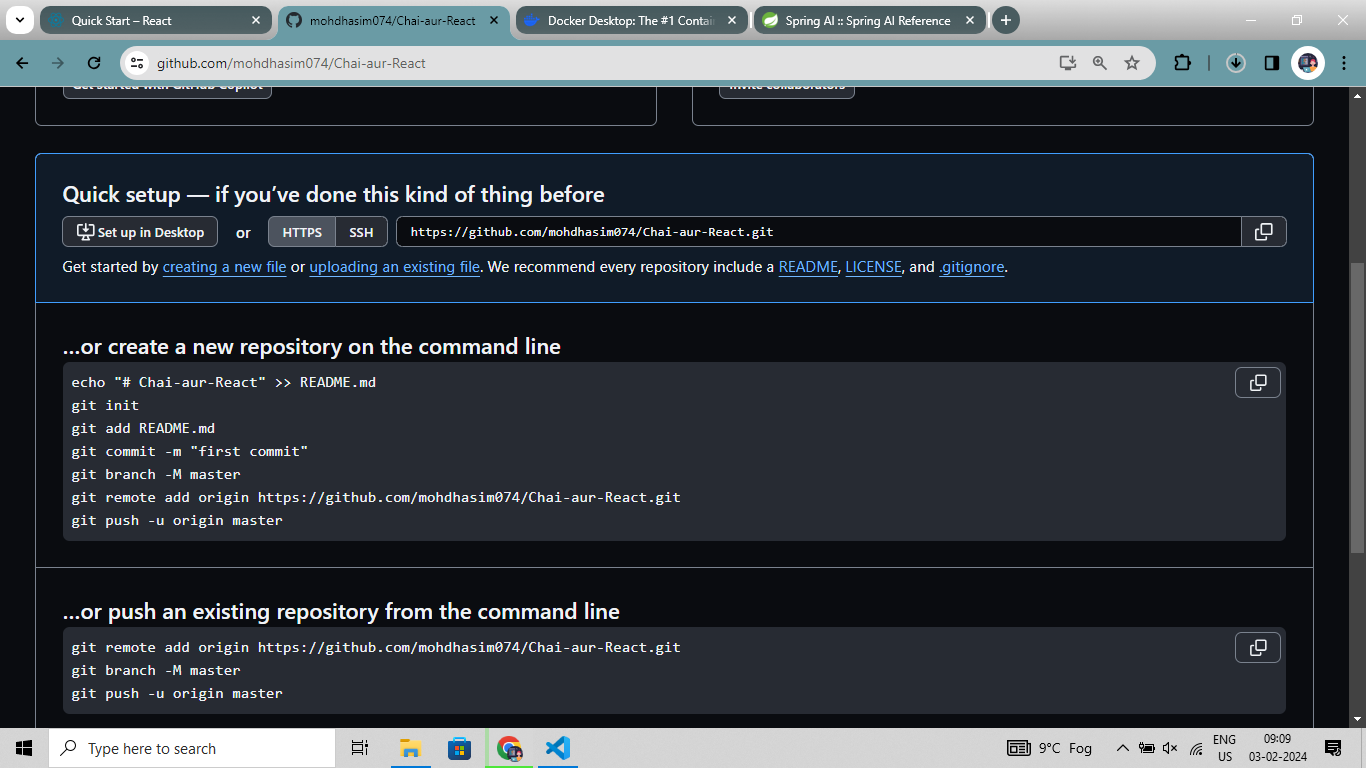 Quick Start – React
mohdhasim074/Chai-aur-React
Docker Desktop: The #1 Contai
Spring AI :: Spring AI Reference
github.com/mohdhasim074/Chai-aur-React
Get started with GitHub Copilot
Invite collaborators
Quick setup — if you’ve done this kind of thing before
Set up in Desktop or HTTPS SSH https://github.com/mohdhasim074/Chai-aur-React.git
Get started by creating a new file or uploading an existing file. We recommend every repository include a README, LICENSE, and .gitignore.
…or create a new repository on the command line
echo "# Chai-aur-React" >> README.md
git init
git add README.md
git commit -m "first commit"
git branch -M master
git remote add origin https://github.com/mohdhasim074/Chai-aur-React.git
git push -u origin master
…or push an existing repository from the command line
git remote add origin https://github.com/mohdhasim074/Chai-aur-React.git
git branch -M master
git push -u origin master
Type here to search
9°C Fog
ENG
US
09:09
03-02-2024